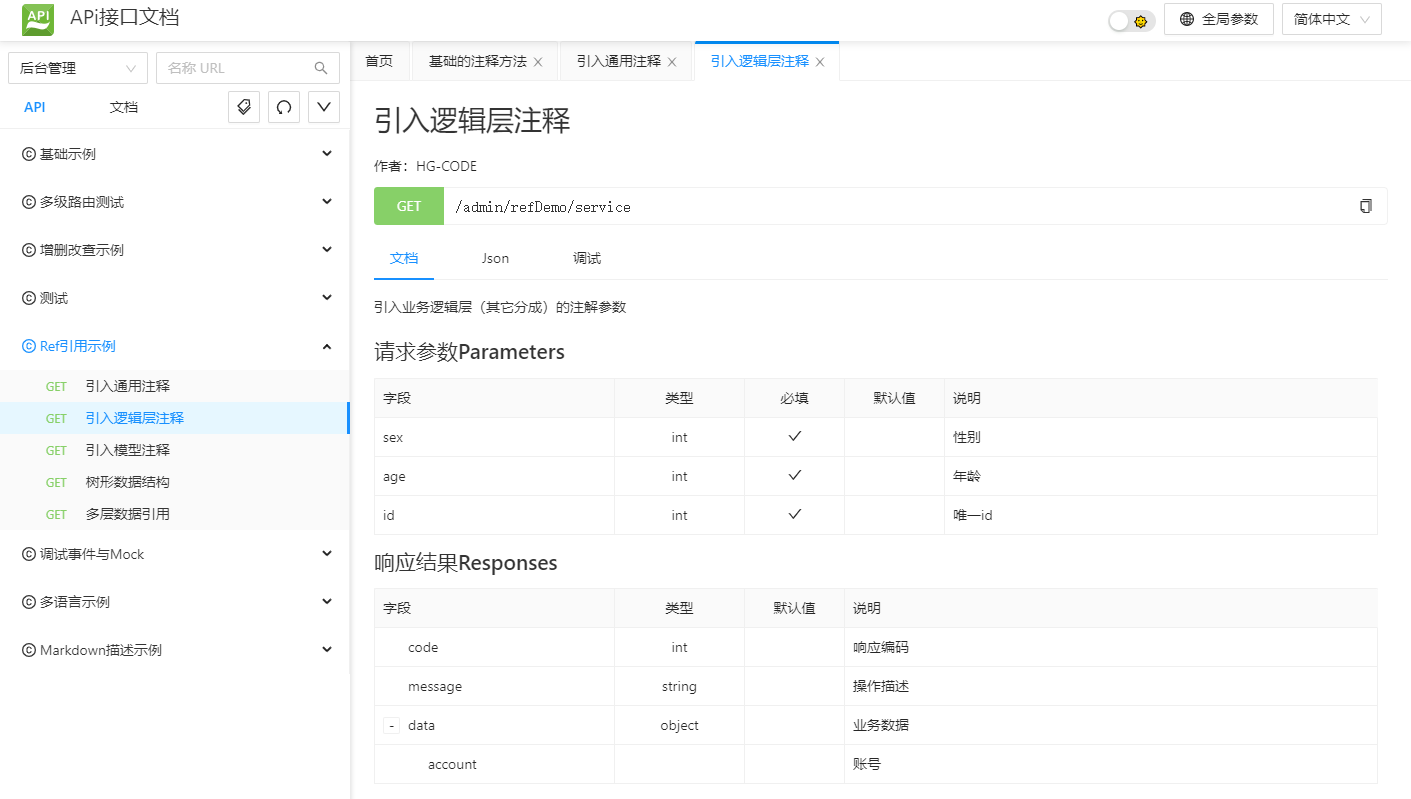 API APi接口文档 全局参数 简体中文
后台管理 名称 URL 首页 基础的注释方法 引入通用注释 引入逻辑层注释
API 文档
基础示例
多级路由测试
增删改查示例
测试
Ref引用示例
GET 引入通用注释
GET 引入逻辑层注释
GET 引入模型注释
GET 树形数据结构
GET 多层数据引用
调试事件与Mock
多语言示例
Markdown描述示例
引入逻辑层注释
作者：HG-CODE
GET /admin/refDemo/service
文档 Json 调试
引入业务逻辑层（其它分成）的注解参数
请求参数Parameters
字段 类型 必填 默认值 说明
sex int 性别
age int 年龄
id int 唯一id
响应结果Responses
字段 类型 默认值 说明
code int 响应编码
message string 操作描述
- data object 业务数据
account 账号